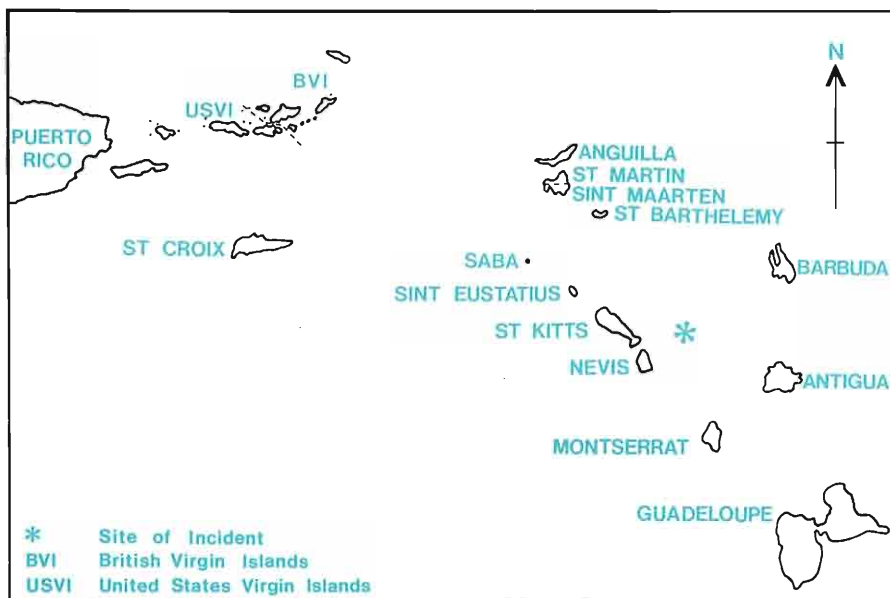 N
BVI
USVI
PUERTO
RICO
ANGUILLA
ST MARTIN
SINT MAARTEN
ST BARTHELEMY
ST CROIX
SABA
BARBUDA
SINT EUSTATIUS
ST KITTS
*
NEVIS
ANTIGUA
MONTSERRAT
GUADELOUPE
* Site of Incident
BVI British Virgin Islands
USVI United States Virgin Islands